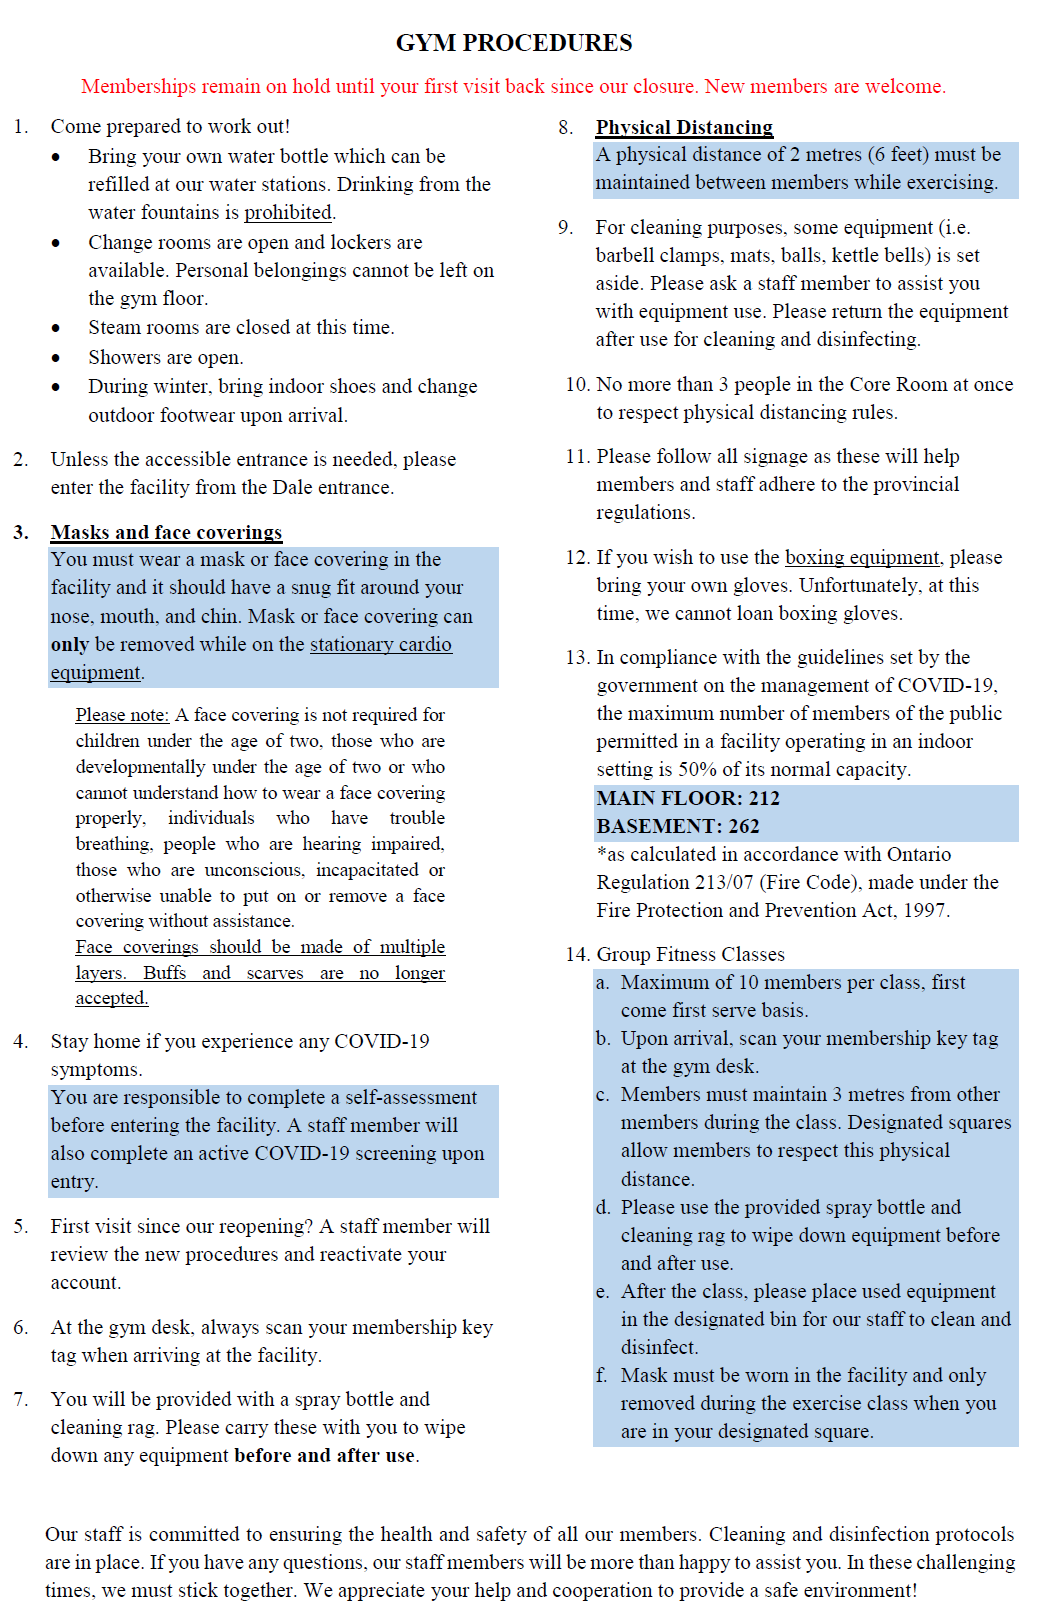 GYM PROCEDURES
Memberships remain on hold until your first visit back since our closure. New members are welcome.
1. Come prepared to work out!
• Bring your own water bottle which can be
refilled at our water stations. Drinking from the
water fountains is prohibited.
• Change rooms are open and lockers are
available. Personal belongings cannot be left on
the gym floor.
• Steam rooms are closed at this time.
• Showers are open.
• During winter, bring indoor shoes and change
outdoor footwear upon arrival.
2. Unless the accessible entrance is needed, please
enter the facility from the Dale entrance.
3. Masks and face coverings
You must wear a mask or face covering in the
facility and it should have a snug fit around your
nose, mouth, and chin. Mask or face covering can
only be removed while on the stationary cardio
equipment.
Please note: A face covering is not required for
children under the age of two, those who are
developmentally under the age of two or who
cannot understand how to wear a face covering
properly, individuals who have trouble
breathing, people who are hearing impaired,
those who are unconscious, incapacitated or
otherwise unable to put on or remove a face
covering without assistance.
Face coverings should be made of multiple
layers. Buffs and scarves are no longer
accepted.
4. Stay home if you experience any COVID-19
symptoms.
You are responsible to complete a self-assessment
before entering the facility. A staff member will
also complete an active COVID-19 screening upon
entry.
5. First visit since our reopening? A staff member will
review the new procedures and reactivate your
account.
6. At the gym desk, always scan your membership key
tag when arriving at the facility.
7. You will be provided with a spray bottle and
cleaning rag. Please carry these with you to wipe
down any equipment before and after use.
8. Physical Distancing
A physical distance of 2 metres (6 feet) must be
maintained between members while exercising.
9. For cleaning purposes, some equipment (i.e.
barbell clamps, mats, balls, kettle bells) is set
aside. Please ask a staff member to assist you
with equipment use. Please return the equipment
after use for cleaning and disinfecting.
10. No more than 3 people in the Core Room at once
to respect physical distancing rules.
11. Please follow all signage as these will help
members and staff adhere to the provincial
regulations.
12. If you wish to use the boxing equipment, please
bring your own gloves. Unfortunately, at this
time, we cannot loan boxing gloves.
13. In compliance with the guidelines set by the
government on the management of COVID-19,
the maximum number of members of the public
permitted in a facility operating in an indoor
setting is 50% of its normal capacity.
MAIN FLOOR: 212
BASEMENT: 262
*as calculated in accordance with Ontario
Regulation 213/07 (Fire Code), made under the
Fire Protection and Prevention Act, 1997.
14. Group Fitness Classes
a. Maximum of 10 members per class, first
come first serve basis.
b. Upon arrival, scan your membership key tag
at the gym desk.
c. Members must maintain 3 metres from other
members during the class. Designated squares
allow members to respect this physical
distance.
d. Please use the provided spray bottle and
cleaning rag to wipe down equipment before
and after use.
e. After the class, please place used equipment
in the designated bin for our staff to clean and
disinfect.
f. Mask must be worn in the facility and only
removed during the exercise class when you
are in your designated square.
Our staff is committed to ensuring the health and safety of all our members. Cleaning and disinfection protocols
are in place. If you have any questions, our staff members will be more than happy to assist you. In these challenging
times, we must stick together. We appreciate your help and cooperation to provide a safe environment!